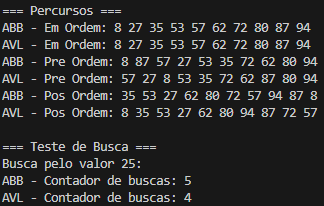 === Percursos ===
ABB - Em Ordem: 8 27 35 53 57 62 72 80 87 94
AVL - Em Ordem: 8 27 35 53 57 62 72 80 87 94
ABB - Pre Ordem: 8 87 57 27 53 35 72 62 80 94
AVL - Pre Ordem: 57 27 8 53 35 72 62 87 80 94
ABB - Pos Ordem: 35 53 27 62 80 72 57 94 87 8
AVL - Pos Ordem: 8 35 53 27 62 80 94 87 72 57
=== Teste de Busca ===
Busca pelo valor 25:
ABB - Contador de buscas: 5
AVL - Contador de buscas: 4